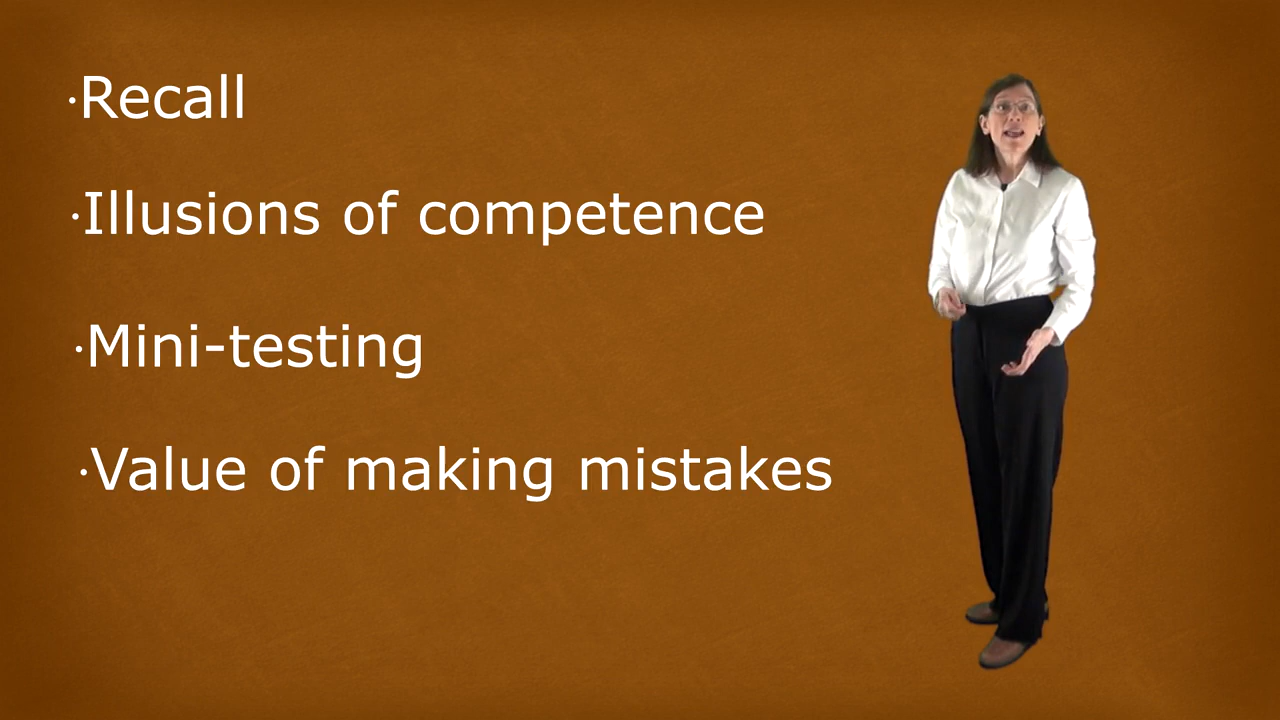 ·Recall
·Illusions of competence
·Mini-testing
·Value of making mistakes